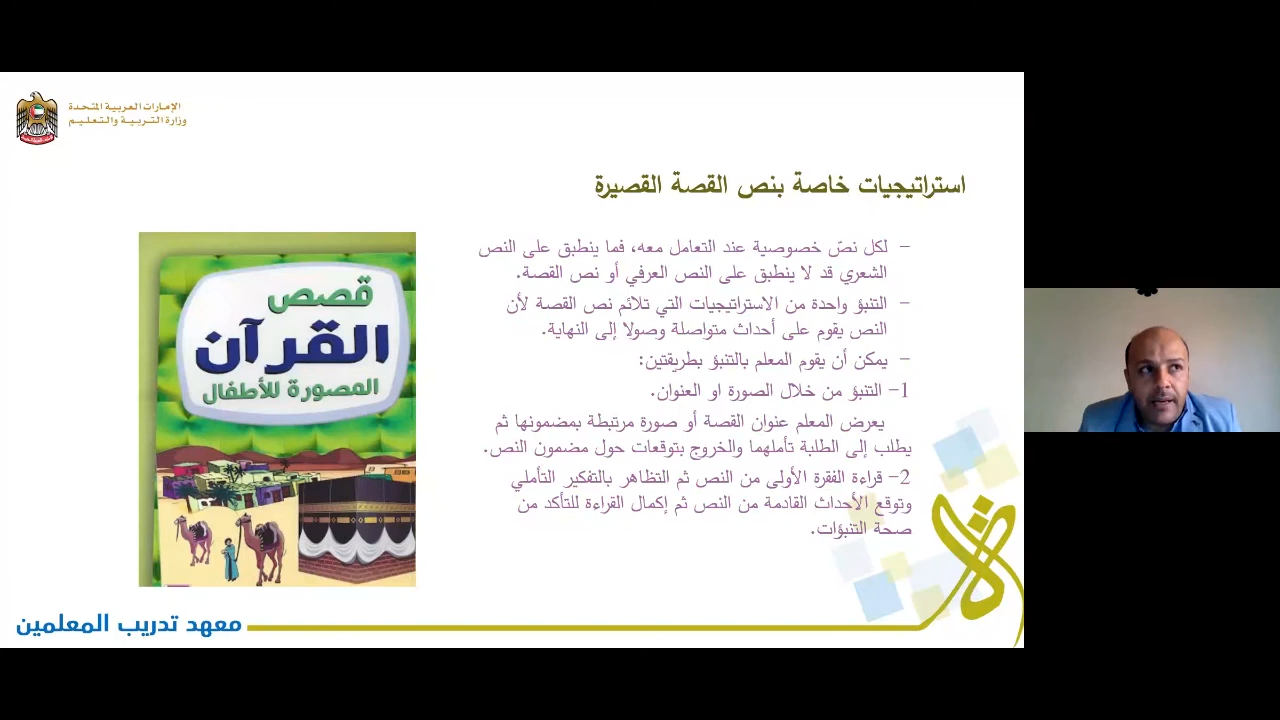 الإمارات العربية المتحدة
وزارة التربية والتعليم
استراتيجيات خاصة بنص القصة القصيرة
– لكل نصّ خصوصية عند التعامل معه، فما ينطبق على النص
الشعري قد لا ينطبق على النص العرفي أو نص القصة.
– التنبؤ واحدة من الاستراتيجيات التي تلائم نص القصة لأن
النص يقوم على أحداث متواصلة وصولا إلى النهاية.
– يمكن أن يقوم المعلم بالتنبؤ بطريقتين:
1– التنبؤ من خلال الصورة او العنوان.
يعرض المعلم عنوان القصة أو صورة مرتبطة بمضمونها ثم
يطلب إلى الطلبة تأملهما والخروج بتوقعات حول مضمون النص.
2– قراءة الفقرة الأولى من النص ثم التظاهر بالتفكير التأملي
وتوقع الأحداث القادمة من النص ثم إكمال القراءة للتأكد من
صحة التنبؤات.
قصص
القرآن
المصورة للأطفال
معهد تدريب المعلمين